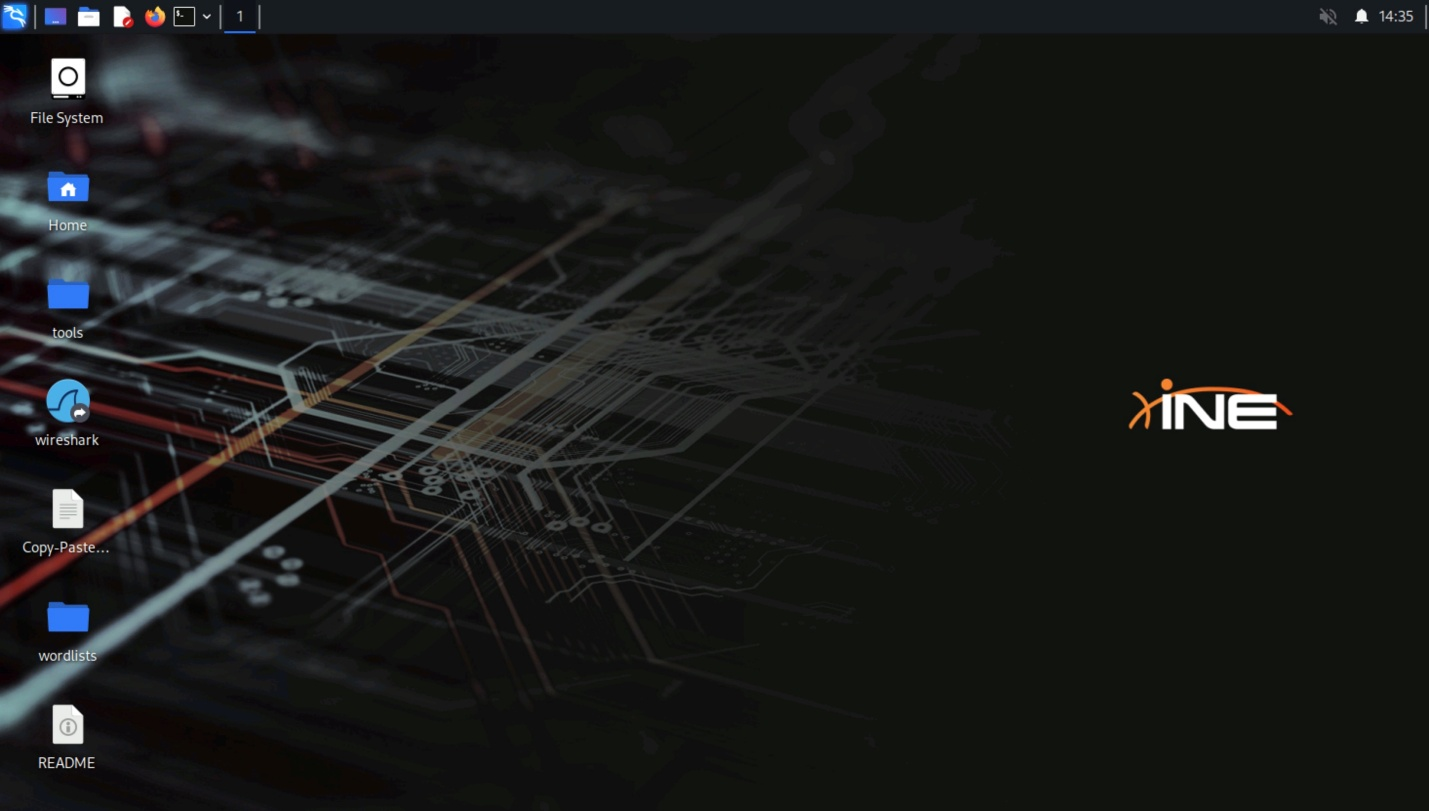 1
14:35
File System
Home
tools
wireshark
INE
Copy-Paste...
wordlists
README